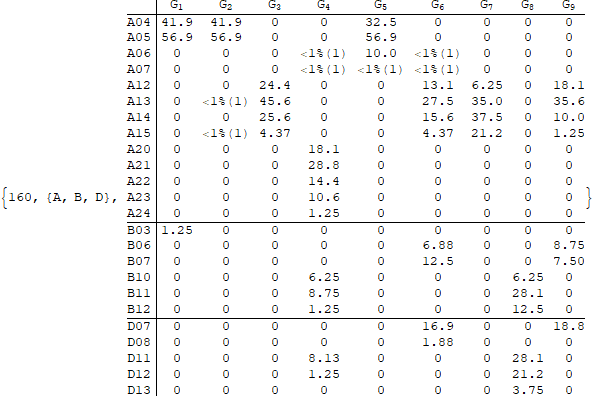 G1 G2 G3 G4 G5 G6 G7 G8 G9
A04 41.9 41.9 0 0 32.5 0 0 0 0
A05 56.9 56.9 0 0 56.9 0 0 0 0
A06 0 0 0 <1%(1) 10.0 <1%(1) 0 0 0
A07 0 0 0 <1%(1) <1%(1) <1%(1) 0 0 0
A12 0 0 24.4 0 0 13.1 6.25 0 18.1
A13 0 <1%(1) 45.6 0 0 27.5 35.0 0 35.6
A14 0 0 25.6 0 0 15.6 37.5 0 10.0
A15 0 <1%(1) 4.37 0 0 4.37 21.2 0 1.25
A20 0 0 0 18.1 0 0 0 0 0
A21 0 0 0 28.8 0 0 0 0 0
A22 0 0 0 14.4 0 0 0 0 0
{160, {A, B, D}, A23 0 0 0 10.6 0 0 0 0 0 }
A24 0 0 0 1.25 0 0 0 0 0
B03 1.25 0 0 0 0 0 0 0 0
B06 0 0 0 0 0 6.88 0 0 8.75
B07 0 0 0 0 0 12.5 0 0 7.50
B10 0 0 0 6.25 0 0 0 6.25 0
B11 0 0 0 8.75 0 0 0 28.1 0
B12 0 0 0 1.25 0 0 0 12.5 0
D07 0 0 0 0 0 16.9 0 0 18.8
D08 0 0 0 0 0 1.88 0 0 0
D11 0 0 0 8.13 0 0 0 28.1 0
D12 0 0 0 1.25 0 0 0 21.2 0
D13 0 0 0 0 0 0 0 3.75 0